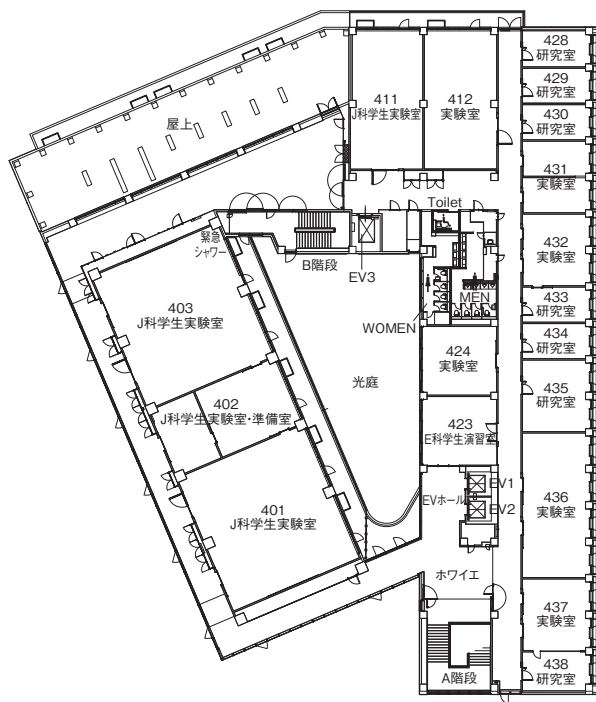 428
研究室
429
研究室
430
研究室
431
実験室
432
実験室
433
研究室
434
研究室
435
研究室
436
実験室
437
実験室
438
研究室
411
J科学生実験室
412
実験室
屋上
Toilet
緊急
シャワー
B階段
EV3
MEN
WOMEN
403
J科学生実験室
402
J科学生実験室・準備室
401
J科学生実験室
光庭
424
実験室
423
E科学生演習室
EVホール
EV1
EV2
ホワイエ
A階段